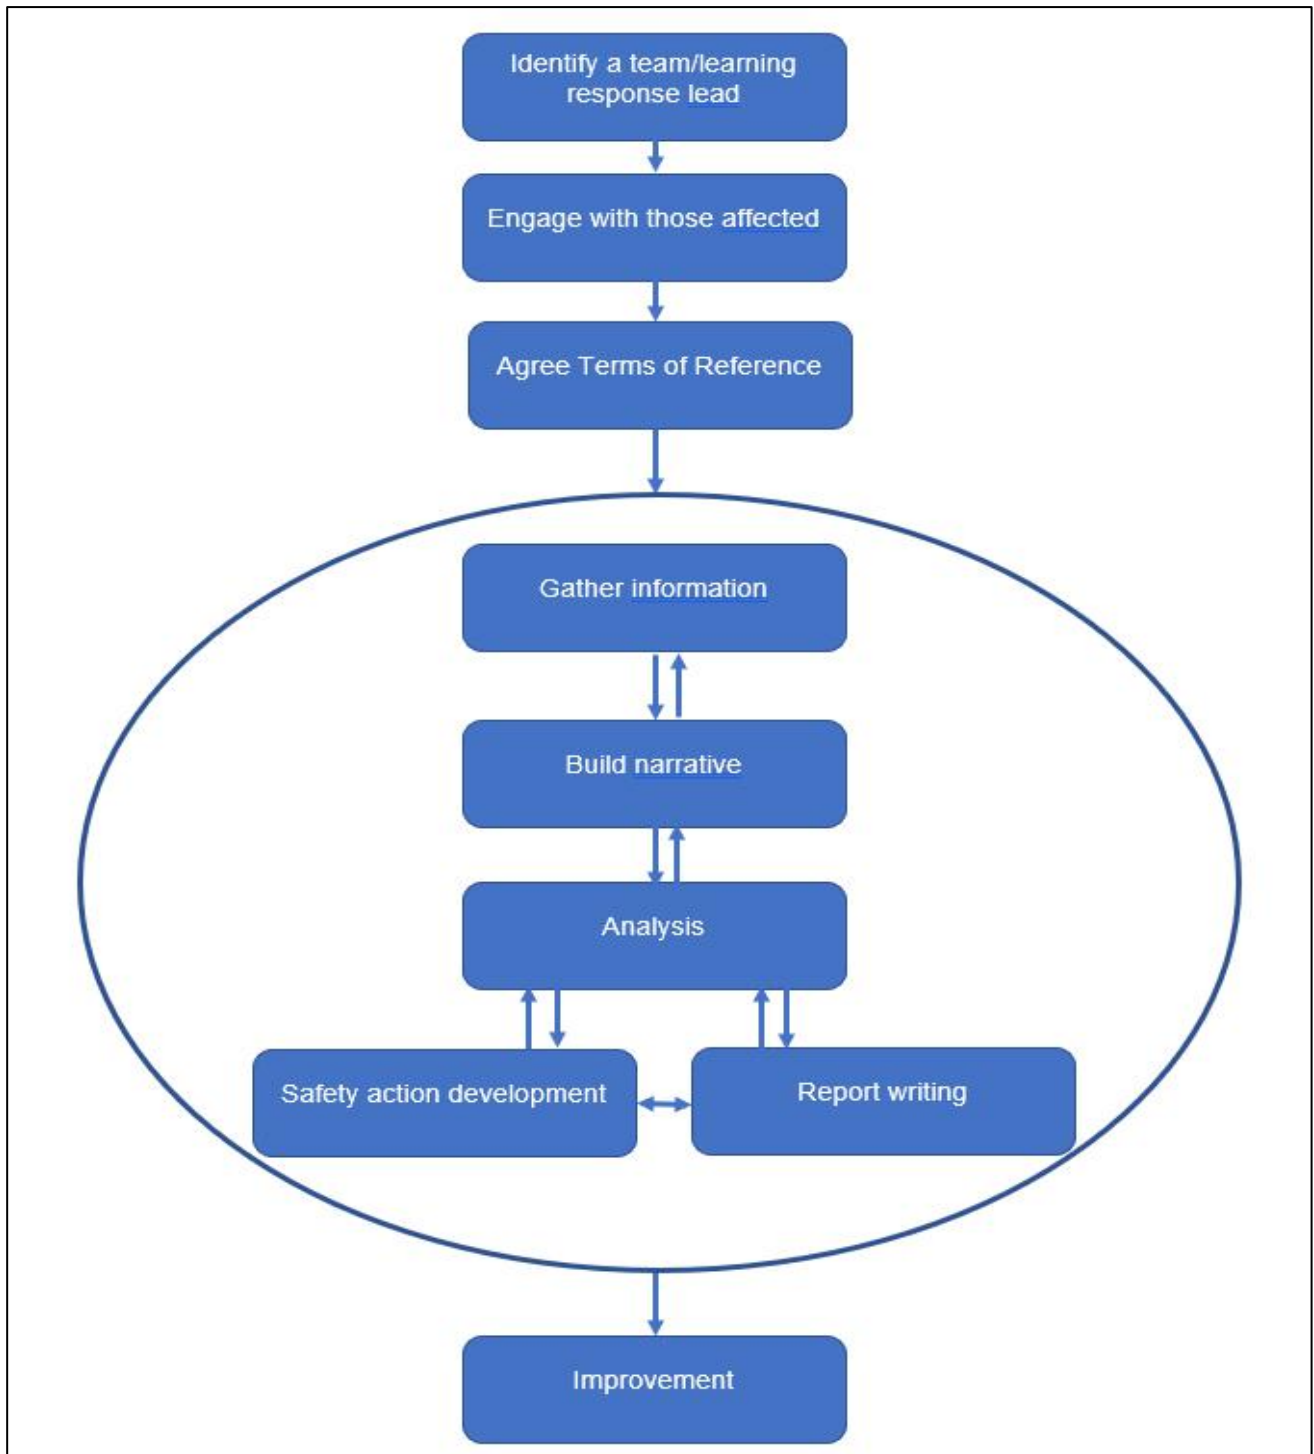 Identify a team/learning
response lead
Engage with those affected
Agree Terms of Reference
Gather information
Build narrative
Analysis
Safety action development
Report writing
Improvement